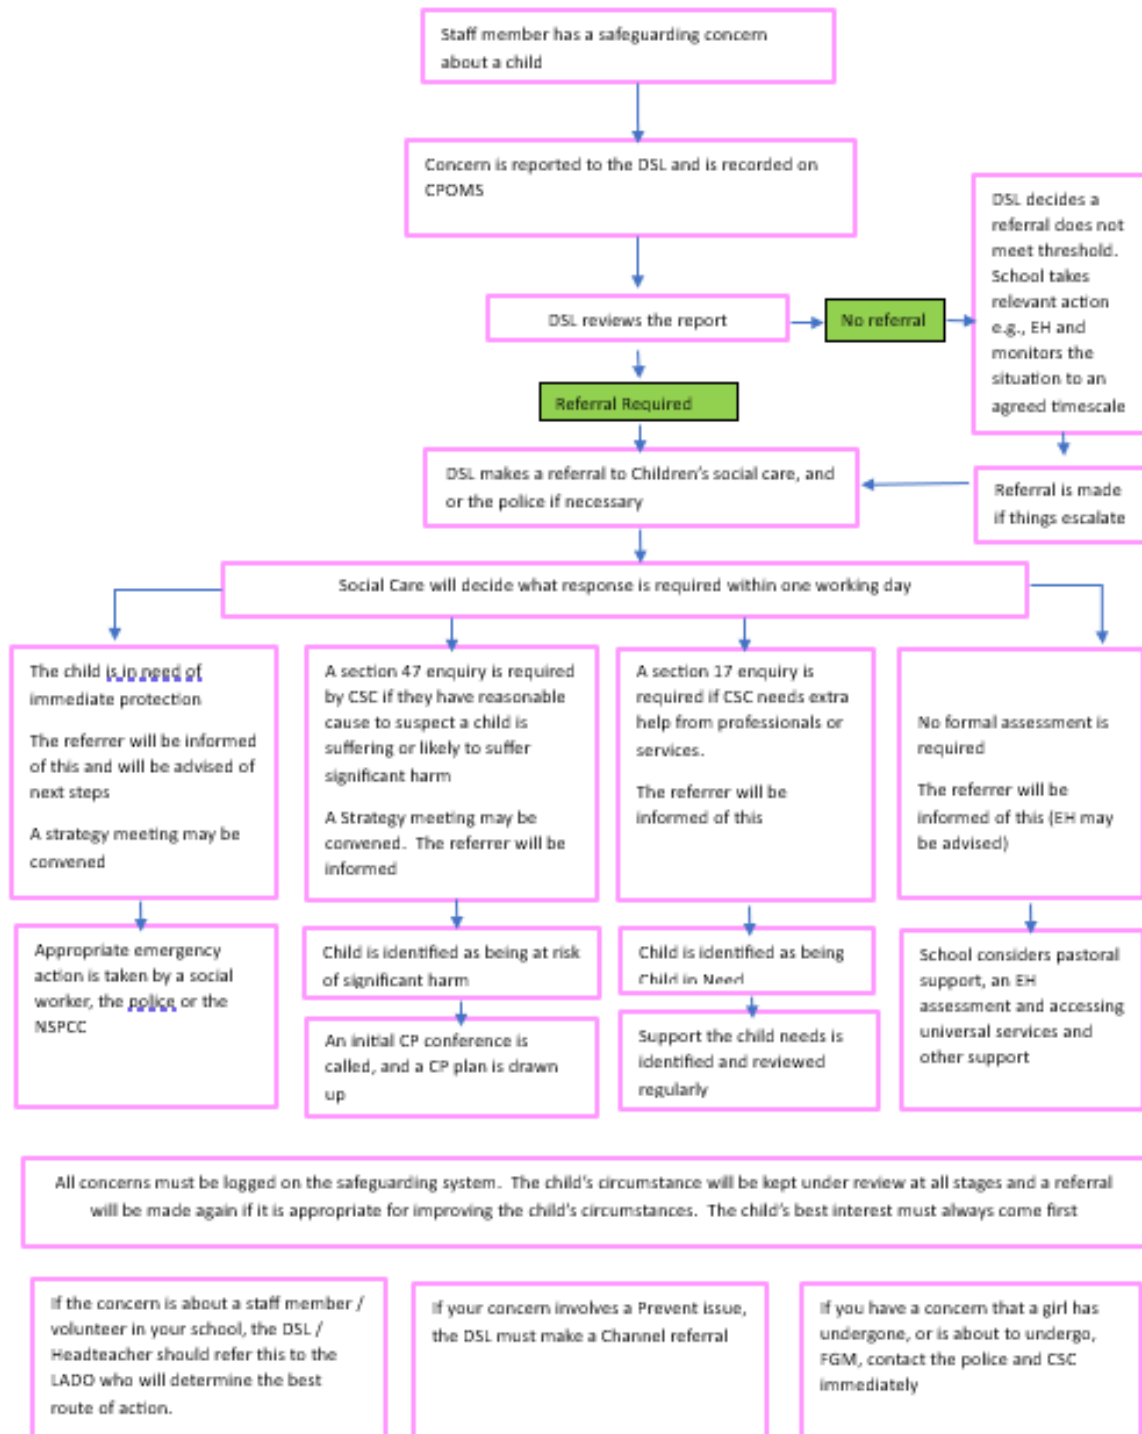 Staff member has a safeguarding concern
about a child
Concern is reported to the DSL and is recorded on
CPOMS
DSL decides a
referral does not
meet threshold.
School takes
relevant action
e.g., EH and
monitors the
situation to an
agreed timescale
DSL reviews the report
No referral
Referral Required
DSL makes a referral to Children's social care, and
or the police if necessary
Referral is made
if things escalate
Social Care will decide what response is required within one working day
The child is in need of
immediate protection
The referrer will be informed
of this and will be advised of
next steps
A strategy meeting may be
convened
A section 47 enquiry is required
by CSC if they have reasonable
cause to suspect a child is
suffering or likely to suffer
significant harm
A Strategy meeting may be
convened.  The referrer will be
informed
A section 17 enquiry is
required if CSC needs extra
help from professionals or
services.
The referrer will be
informed of this
No formal assessment is
required
The referrer will be
informed of this (EH may
be advised)
Appropriate emergency
action is taken by a social
worker, the police or the
NSPCC
Child is identified as being at risk
of significant harm
An initial CP conference is
called, and a CP plan is drawn
up
Child is identified as being
Child in Need
Support the child needs is
identified and reviewed
regularly
School considers pastoral
support, an EH
assessment and accessing
universal services and
other support
All concerns must be logged on the safeguarding system.  The child's circumstance will be kept under review at all stages and a referral
will be made again if it is appropriate for improving the child's circumstances.  The child's best interest must always come first
If the concern is about a staff member /
volunteer in your school, the DSL /
Headteacher should refer this to the
LADO who will determine the best
route of action.
If your concern involves a Prevent issue,
the DSL must make a Channel referral
If you have a concern that a girl has
undergone, or is about to undergo,
FGM, contact the police and CSC
immediately